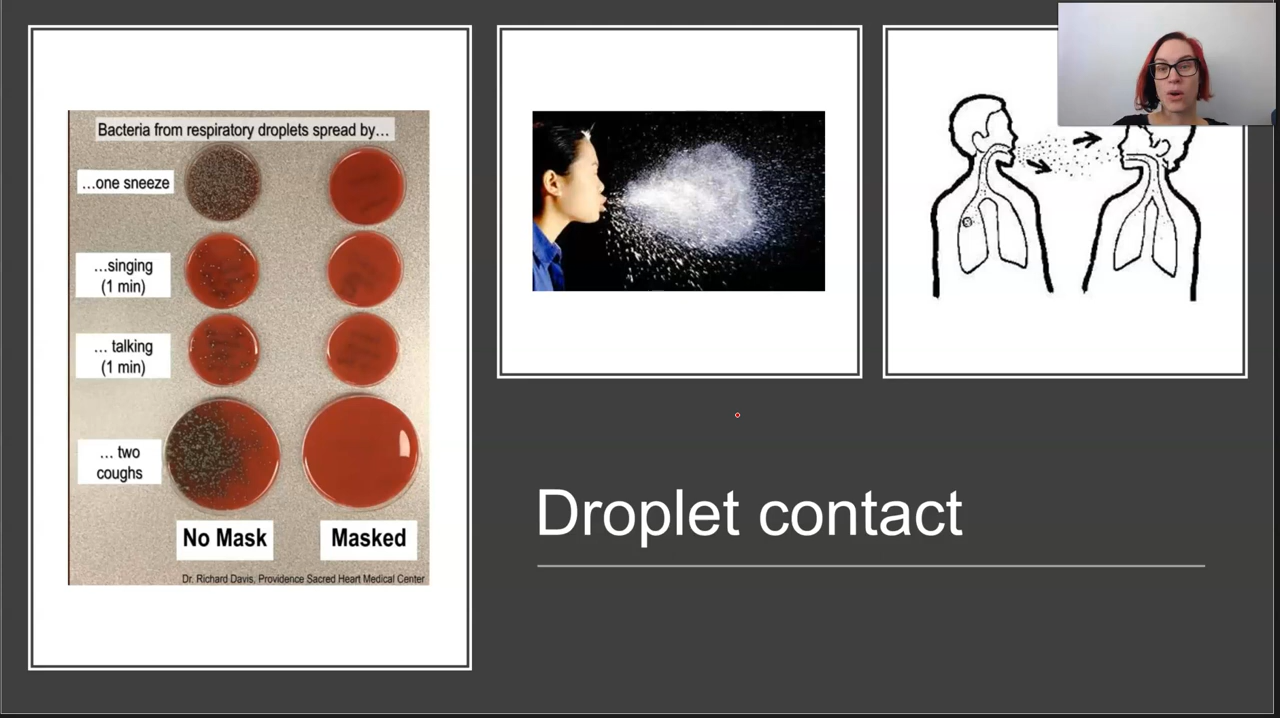 Bacteria from respiratory droplets spread by...
...one sneeze
...singing
(1 min)
... talking
(1 min)
... two
coughs
No Mask
Masked
Dr. Richard Davis, Providence Sacred Heart Medical Center
Droplet contact